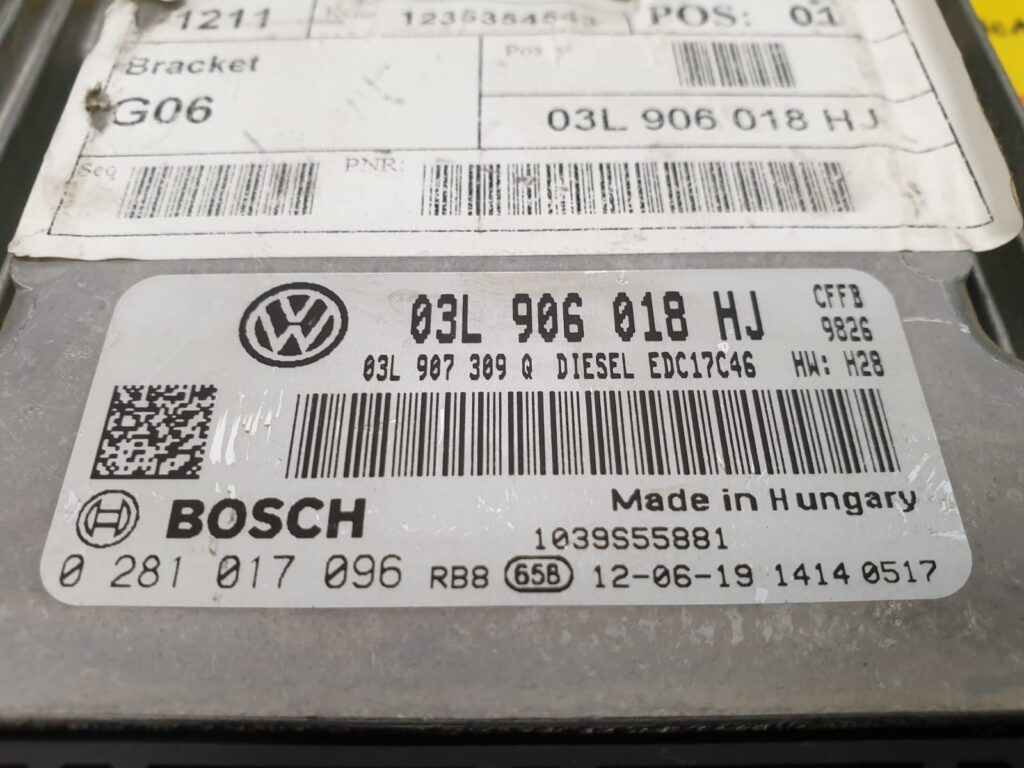 1211 POS: 01
Bracket
G06
03L 906 018 HJ
Seq PNR:
03L 906 018 HJ CFFB
9826
03L 907 309 Q DIESEL EDC17C46 HW: H28
BOSCH
Made in Hungary
1039S55881
0 281 017 096 RB8 658 12-06-19 1414 0517